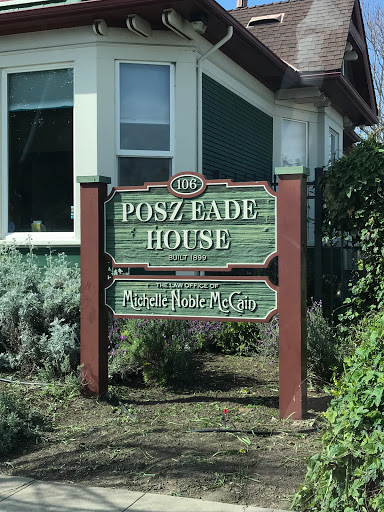 106
POSZ EADE
HOUSE
BUILT 1899
THE LAW OFFICE OF
Michelle Noble McCain